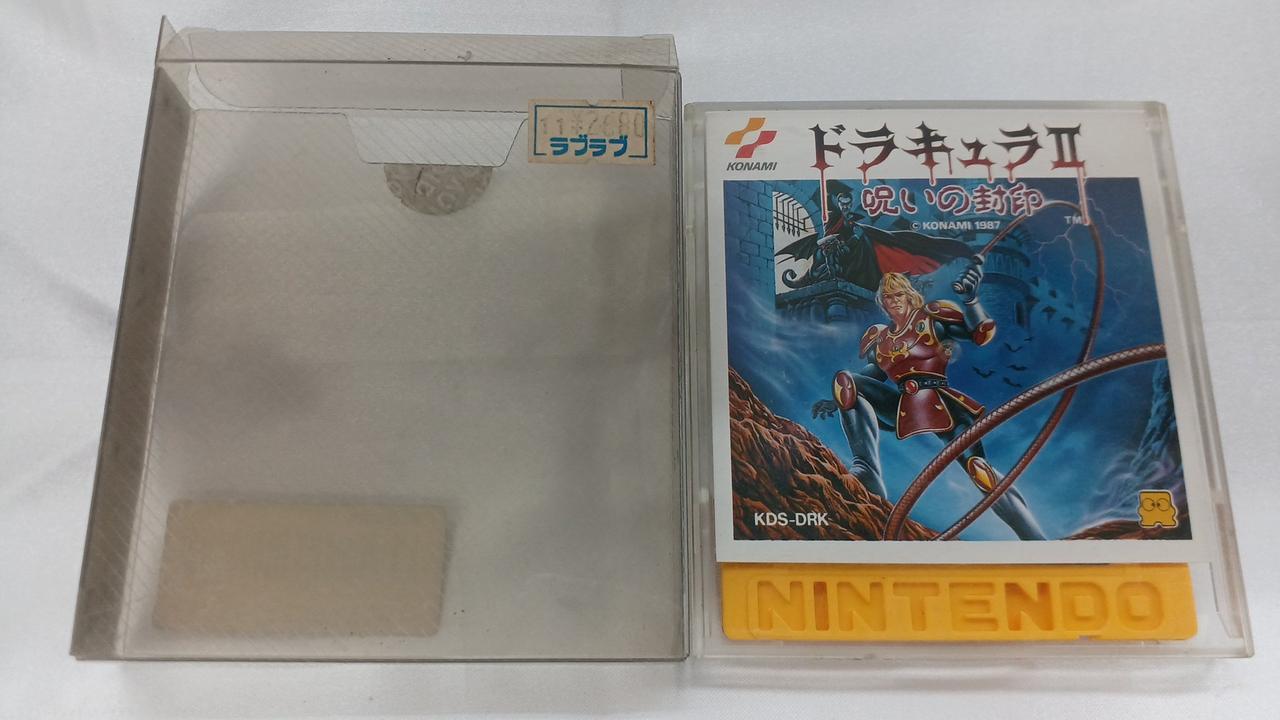 11¥2680
ラブラブ
KONAMI
ドラキュラII
呪いの封印
© KONAMI 1987
TM
KDS-DRK
NINTENDO